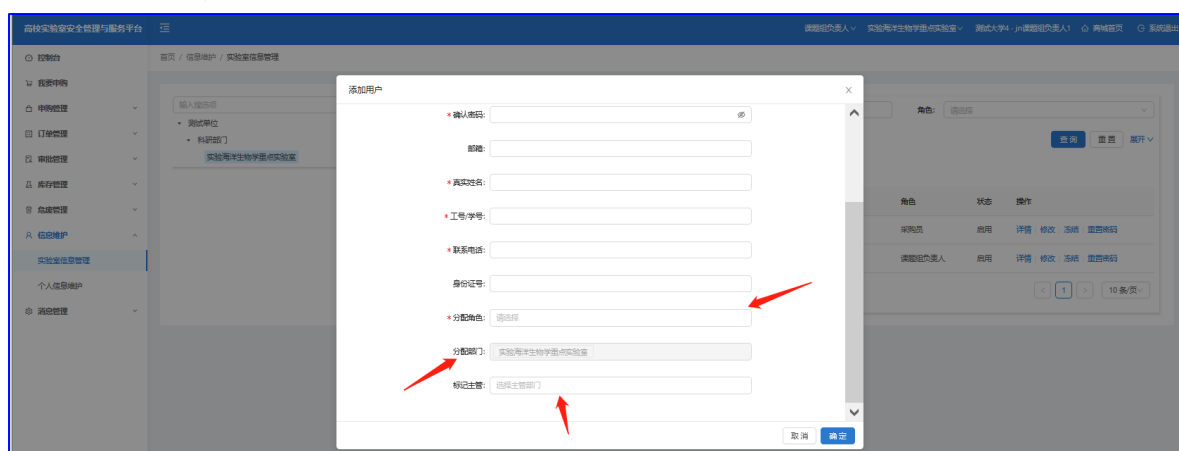 高校实验室安全管理与服务平台
课题组负责人 实验海洋生物学重点实验室 测试大学4 - jn课题组负责人1 商城首页 系统退出
控制台
首页 / 信息维护 / 实验室信息管理
我要申购
申购管理
订单管理
审批管理
库存管理
危废管理
信息维护
实验室信息管理
个人信息维护
消息管理
输入搜选项
测试单位
科研部门
实验海洋生物学重点实验室
添加用户 X
* 确认密码:
邮箱:
* 真实姓名:
* 工号/学号:
* 联系电话:
身份证号:
* 分配角色: 请选择
分配部门: 实验海洋生物学重点实验室
标记主管: 选择主管部门
取 消 确 定
角色: 请选择
查 询 重 置 展开
角色 状态 操作
采购员 启用 详情 修改 冻结 重置密码
课题组负责人 启用 详情 修改 冻结 重置密码
< 1 > 10 条/页